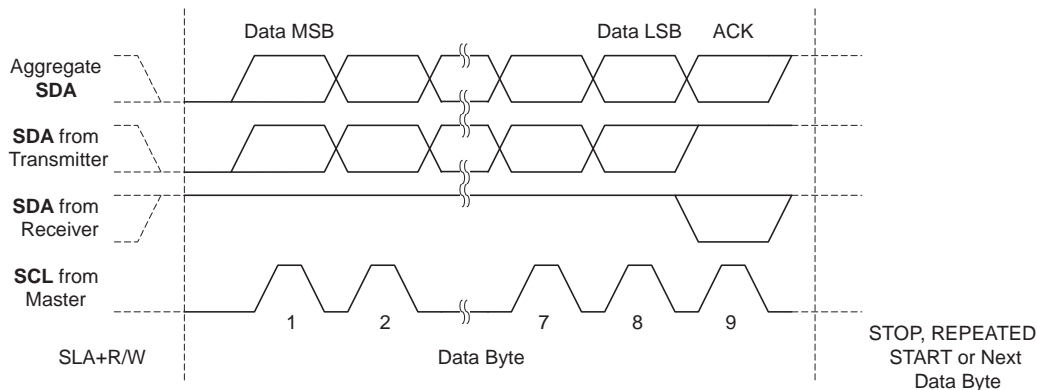 Data MSB
Data LSB
ACK
Aggregate
SDA
SDA from
Transmitter
SDA from
Receiver
SCL from
Master
1
2
7
8
9
SLA+R/W
Data Byte
STOP, REPEATED
START or Next
Data Byte